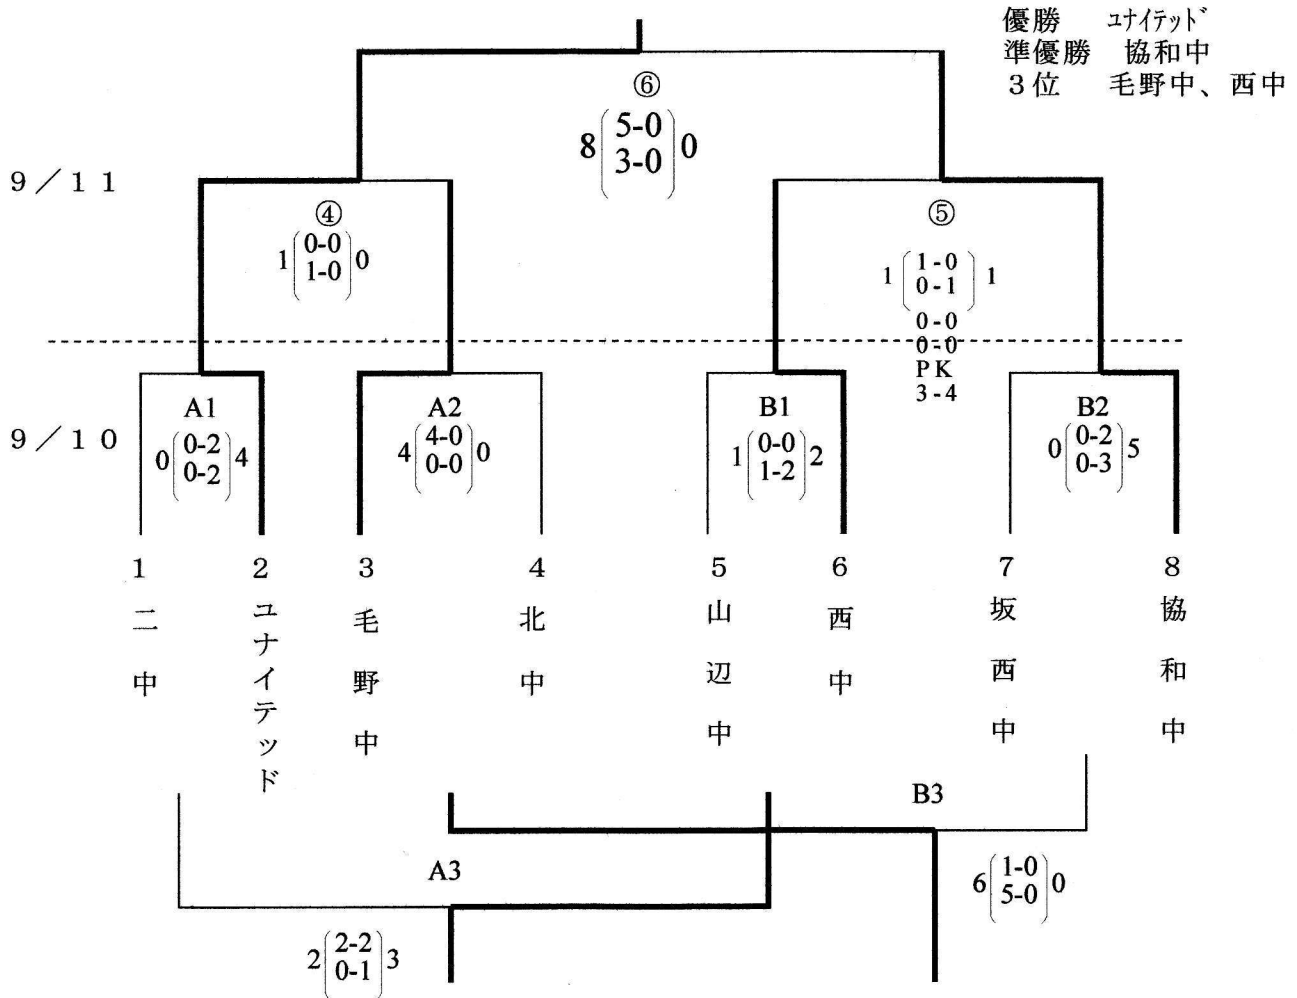 優勝　ユナイテッド
準優勝　協和中
３位　毛野中、西中
⑥
8 5-0 0
3-0
９／１１
④
1 0-0 0
1-0
⑤
1 1-0 1
0-1
0-0
0-0
PK
3-4
９／１０
A1
0 0-2 4
0-2
A2
4 4-0 0
0-0
B1
1 0-0 2
1-2
B2
0 0-2 5
0-3
1 2 3 4 5 6 7 8
二中
ユナイテッド
毛野中
北中
山辺中
西中
坂西中
協和中
B3
6 1-0 0
5-0
A3
2 2-2 3
0-1